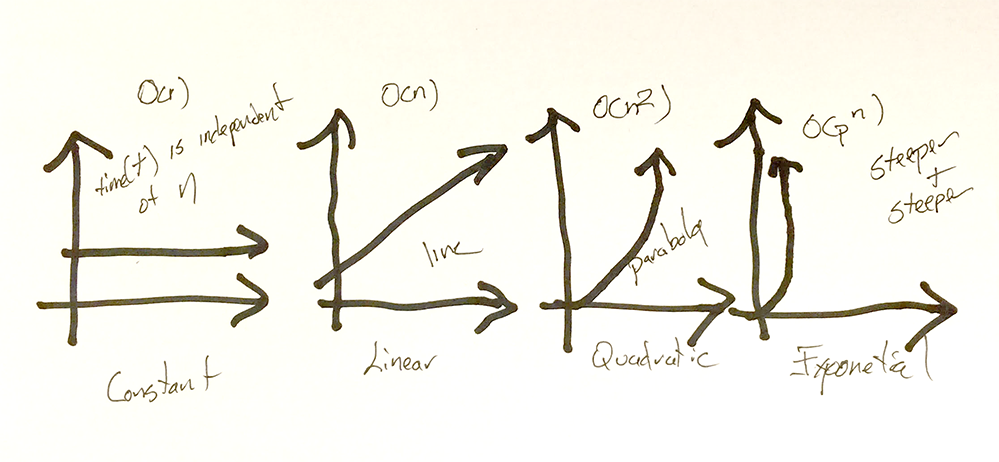 O(1)
time(t) is independent
of n
Constant
O(n)
line
Linear
O(n2)
parabola
Quadratic
O(2ⁿ)
steeper
+
steeper
Exponetial